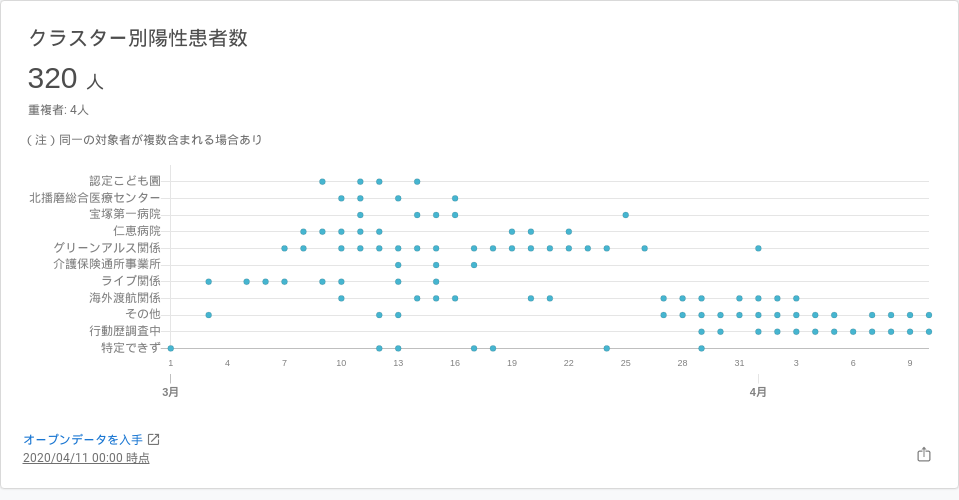 クラスター別陽性患者数
320 人
重複者: 4人
( 注 ) 同一の対象者が複数含まれる場合あり
認定こども園
北播磨総合医療センター
宝塚第一病院
仁恵病院
グリーンアルス関係
介護保険通所事業所
ライブ関係
海外渡航関係
その他
行動歴調査中
特定できず
1 4 7 10 13 16 19 22 25 28 31 3 6 9
3月 4月
オープンデータを入手
2020/04/11 00:00 時点